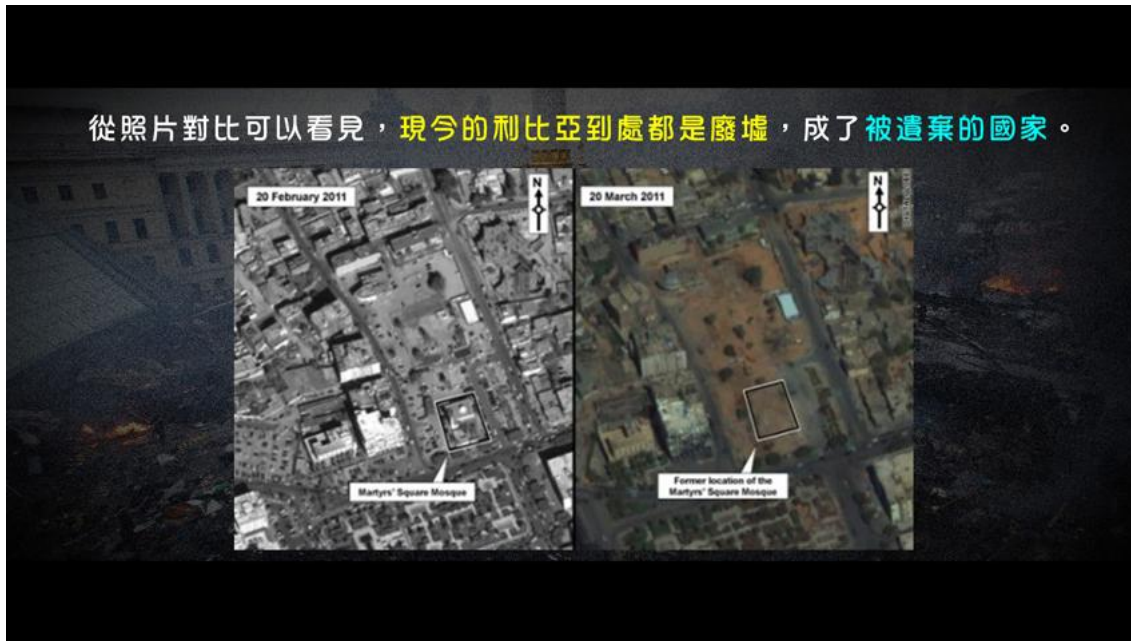 從照片對比可以看見，現今的利比亞到處都是廢墟，成了被遺棄的國家。
20 February 2011
N
20 March 2011
N
Martyrs' Square Mosque
Former location of the
Martyrs' Square Mosque